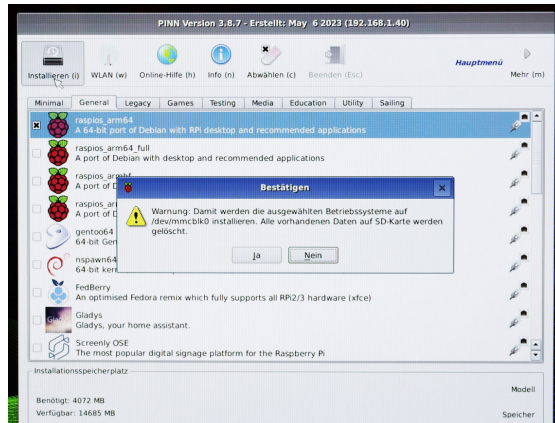 PINN Version 3.8.7 - Erstellt: May 6 2023 (192.168.1.40)
Installieren (i)
WLAN (w)
Online-Hilfe (h)
Info (n)
Abwählen (c)
Beenden (Esc)
Hauptmenü
Mehr (m)
Minimal
General
Legacy
Games
Testing
Media
Education
Utility
Sailing
raspios_arm64
A 64-bit port of Debian with RPi desktop and recommended applications
raspios_arm64_full
A port of Debian with desktop and recommended applications
raspios_armhf
A port of D
raspios_ar
A port of D
gentoo64
64-bit Gen
nspawn64
64-bit kern
Bestätigen
Warnung: Damit werden die ausgewählten Betriebssysteme auf
/dev/mmcblk0 installieren. Alle vorhandenen Daten auf SD-Karte werden
gelöscht.
Ja
Nein
FedBerry
An optimised Fedora remix which fully supports all RPi2/3 hardware (xfce)
Gladys
Gladys, your home assistant.
Screenly OSE
The most popular digital signage platform for the Raspberry Pi
Installationsspeicherplatz
Modell
Benötigt: 4072 MB
Verfügbar: 14685 MB
Speicher